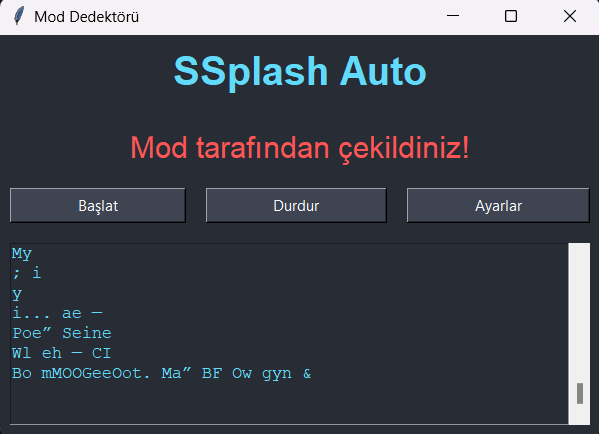 Mod Dedektörü
SSplash Auto
Mod tarafından çekildiniz!
Başlat Durdur Ayarlar
My
; i
y
i... ae —
Poe” Seine
Wl eh — CI
Bo mMOOGeeOot. Ma” BF Ow gyn &